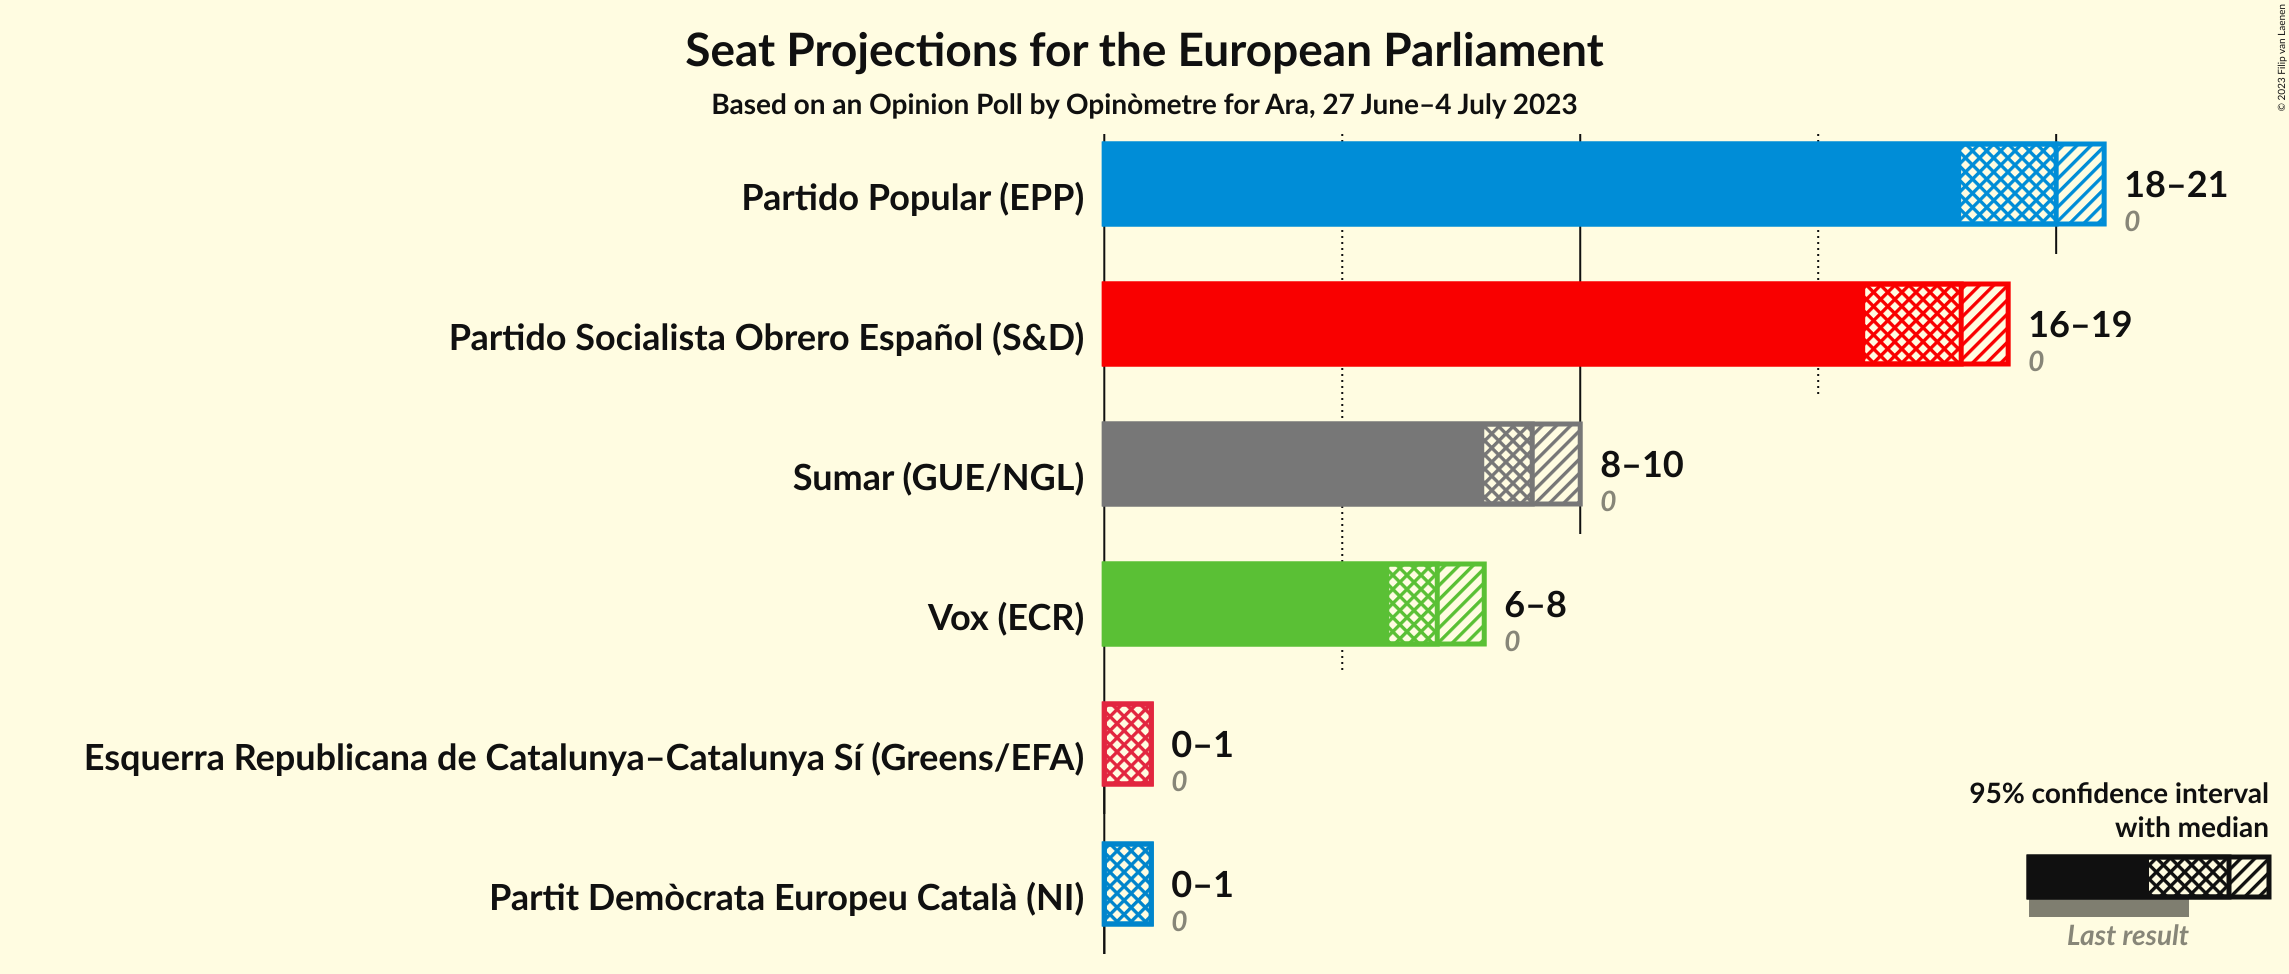 Seat Projections for the European Parliament
Based on an Opinion Poll by Opinòmetre for Ara, 27 June–4 July 2023
© 2023 Filip van Laenen
Partido Popular (EPP)
18–21
0
Partido Socialista Obrero Español (S&D)
16–19
0
Sumar (GUE/NGL)
8–10
0
Vox (ECR)
6–8
0
Esquerra Republicana de Catalunya–Catalunya Sí (Greens/EFA)
0–1
0
Partit Demòcrata Europeu Català (NI)
0–1
0
95% confidence interval
with median
Last result